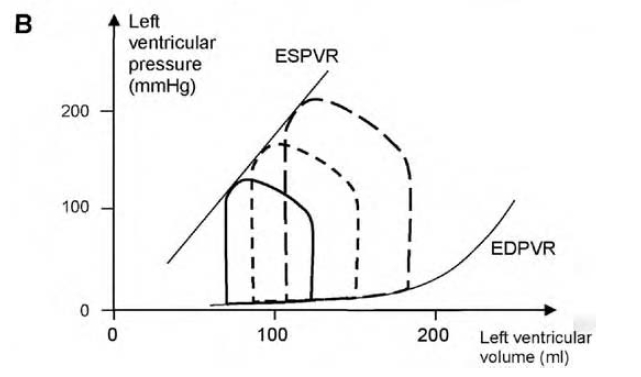 B
Left
ventricular
pressure
(mmHg)
ESPVR
200
100
EDPVR
0
0
100
200
Left ventricular
volume (ml)